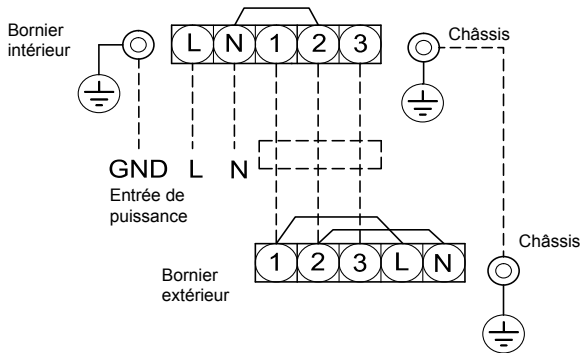 Bornier
intérieur
L N 1 2 3
Châssis
GND L N
Entrée de
puissance
Châssis
1 2 3 L N
Bornier
extérieur